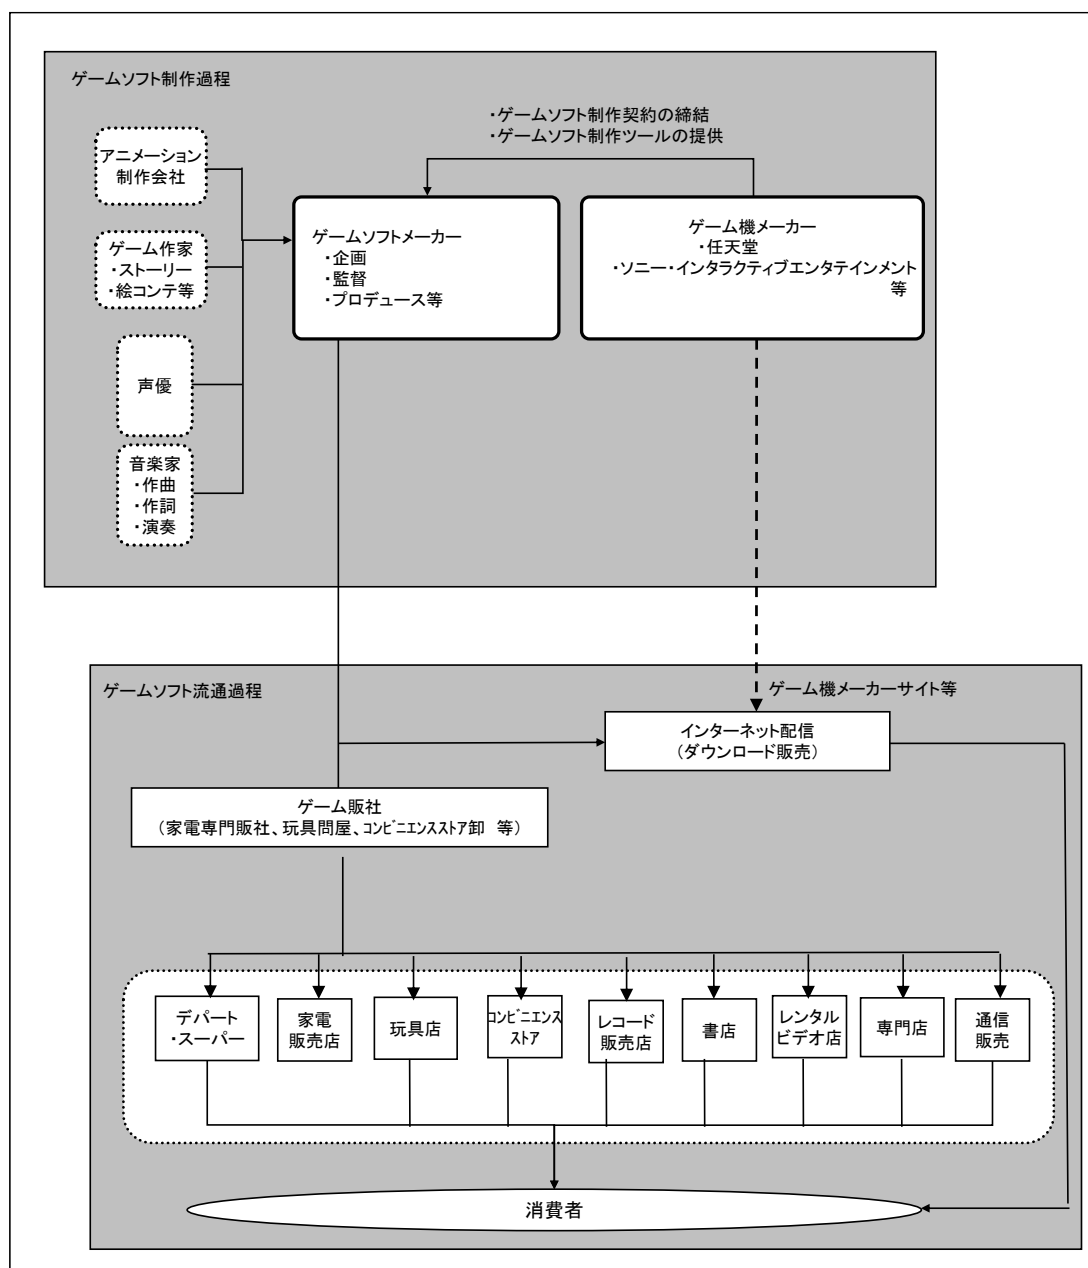 ゲームソフト制作過程
・ゲームソフト制作契約の締結
・ゲームソフト制作ツールの提供
アニメーション
制作会社
ゲーム作家
・ストーリー
・絵コンテ等
声優
音楽家
・作曲
・作詞
・演奏
ゲームソフトメーカー
・企画
・監督
・プロデュース等
ゲーム機メーカー
・任天堂
・ソニー・インタラクティブエンタテインメント
等
ゲームソフト流通過程
ゲーム機メーカーサイト等
インターネット配信
(ダウンロード販売)
ゲーム販社
(家電専門販社、玩具問屋、ｺﾝﾋﾞﾆｴﾝｽｽﾄｱ卸　等)
デパート
・スーパー
家電
販売店
玩具店
ｺﾝﾋﾞﾆｴﾝｽ
ｽﾄｱ
レコード
販売店
書店
レンタル
ビデオ店
専門店
通信
販売
消費者